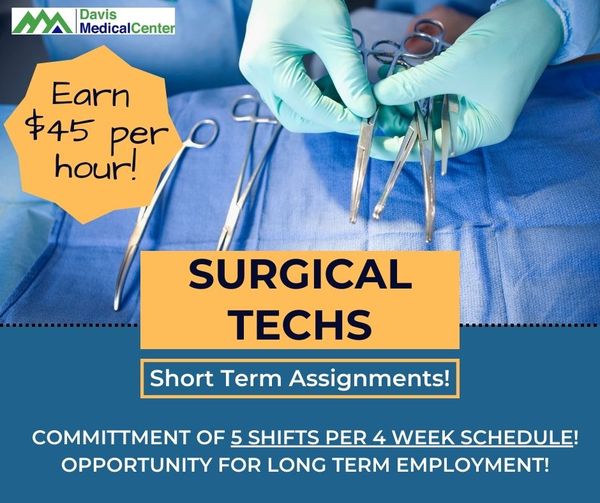 Davis
MedicalCenter
Earn
$45 per
hour!
SURGICAL
TECHS
Short Term Assignments!
COMMITTMENT OF 5 SHIFTS PER 4 WEEK SCHEDULE!
OPPORTUNITY FOR LONG TERM EMPLOYMENT!